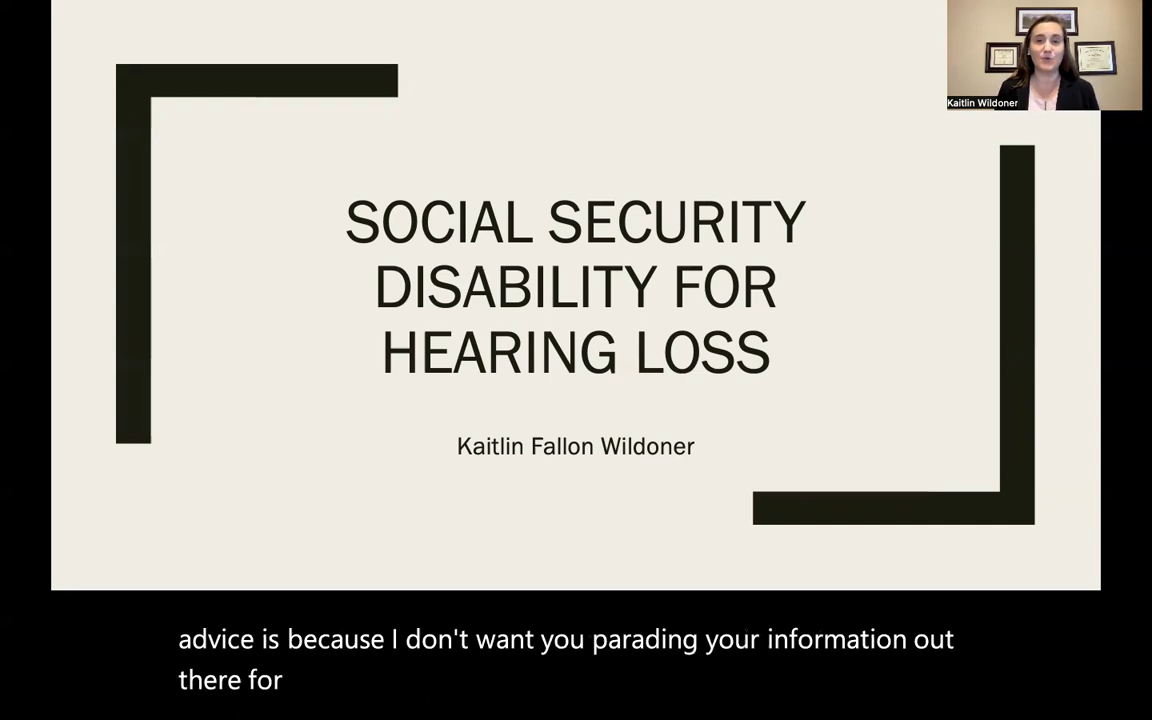 Kaitlin Wildoner
SOCIAL SECURITY
DISABILITY FOR
HEARING LOSS
Kaitlin Fallon Wildoner
advice is because I don't want you parading your information out
there for